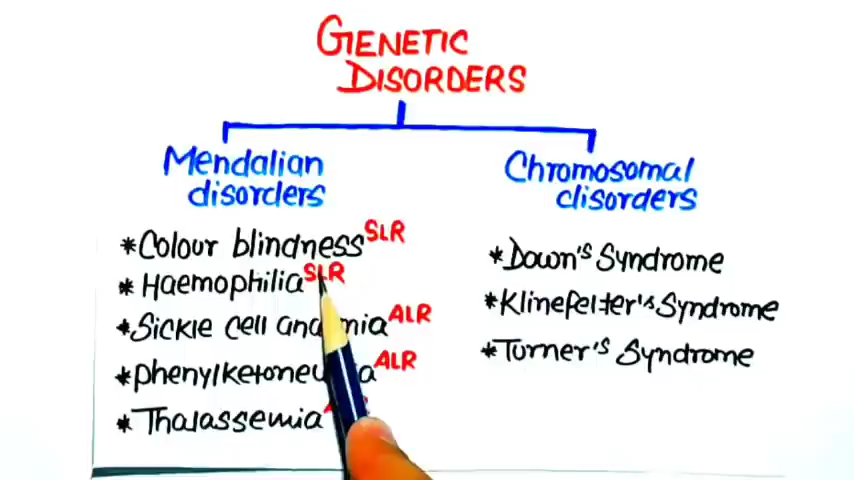 GENETIC
DISORDERS
Mendalian
disorders
Chromosomal
disorders
*Colour blindness SLR
*Haemophilia SLR
*Sickle cell ALR
ALR
*Thalassemia
*Down's Syndrome
*Klinefelter's Syndrome
*Turner's Syndrome